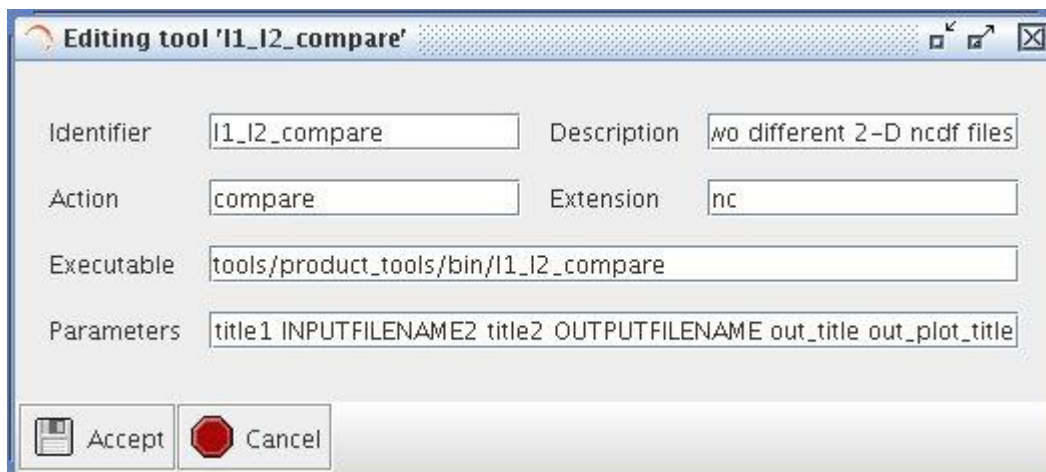 Editing tool 'l1_l2_compare'
Identifier l1_l2_compare Description wo different 2-D ncdf files
Action compare Extension nc
Executable tools/product_tools/bin/l1_l2_compare
Parameters title1 INPUTFILENAME2 title2 OUTPUTFILENAME out_title out_plot_title
Accept Cancel